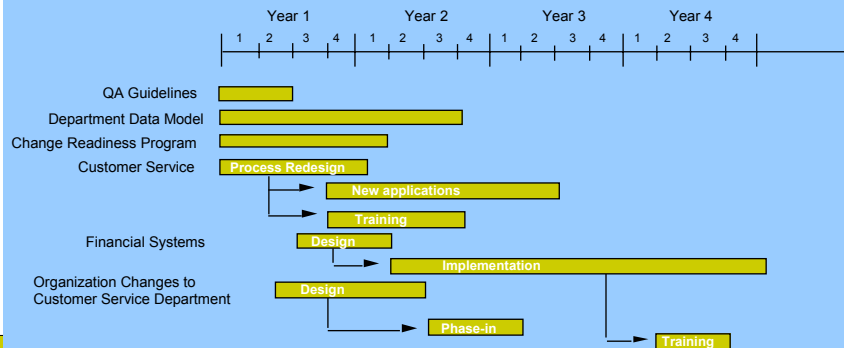 Year 1 Year 2 Year 3 Year 4
1 2 3 4 1 2 3 4 1 2 3 4 1 2 3 4
QA Guidelines
Department Data Model
Change Readiness Program
Customer Service Process Redesign
New applications
Training
Financial Systems Design
Implementation
Organization Changes to
Customer Service Department
Design
Phase-in
Training